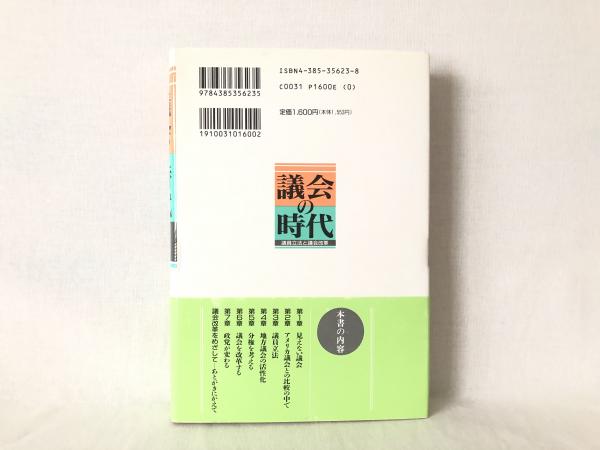 9784385356235
1910031016002
ISBN4-385-35623-8
C0031 P1600E (0)
定価1,600円(本体1,553円)
議会
の
時代
議員立法と議会改革
本書の内容
第1章 見えない議会
第2章 アメリカ議会との比較の中で
第3章 議員立法
第4章 地方議会の活性化
第5章 分権を考える
第6章 議会を改革する
第7章 政党が変わる
議会改革をめざして—あとがきにかえて